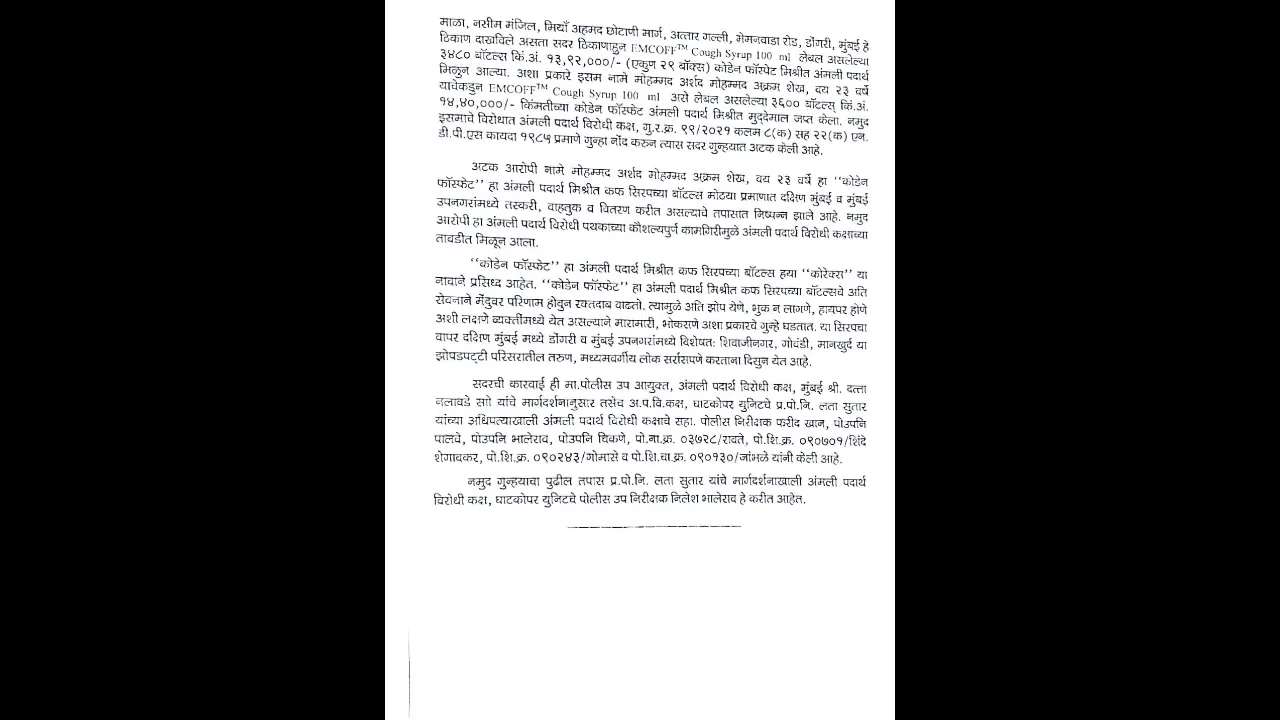 माळा, नसीम मंजिल, मियाँ अहमद छोटाणी मार्ग, अत्तार गल्ली, मेमनवाडा रोड, डोंगरी, मुंबई हे
ठिकाण दाखविले असता सदर ठिकाणाहुन EMCOFF™ Cough Syrup 100 ml लेबल असलेल्या
३४८० बॉटल्स किं.अं. १३,९२,०००/- (एकुण २९ बॉक्स) कोडेन फॉस्पेट मिश्रीत अंमली पदार्थ
मिळुन आल्या. अशा प्रकारे इसम नामे मोहम्मद अर्शद मोहम्मद अक्रम शेख, वय २३ वर्षे
याचेकडुन EMCOFF™ Cough Syrup 100 ml असे लेबल असलेल्या ३६०० बॉटल्स् किं.अं.
१४,४०,०००/- किंमतीच्या कोडेन फॉस्फेट अंमली पदार्थ मिश्रीत मुद्देमाल जप्त केला. नमुद
इसमाचे विरोधात अंमली पदार्थ विरोधी कक्ष, गु.र.क्र. ९९/२०२१ कलम ८(क) सह २२(क) एन.
डी.पी.एस कायदा १९८५ प्रमाणे गुन्हा नोंद करुन त्यास सदर गुन्हयात अटक केली आहे.
अटक आरोपी नामे मोहम्मद अर्शद मोहम्मद अक्रम शेख, वय २३ वर्षे हा ‘‘कोडेन
फॉस्फेट’’ हा अंमली पदार्थ मिश्रीत कफ सिरपच्या बॉटल्स मोठया प्रमाणात दक्षिण मुंबई व मुंबई
उपनगरांमध्ये तस्करी, वाहतुक व वितरण करीत असल्याचे तपासात निष्पन्न झाले आहे. नमुद
आरोपी हा अंमली पदार्थ विरोधी पथकाच्या कौशल्यपुर्ण कामगिरीमुळे अंमली पदार्थ विरोधी कक्षाच्या
तावडीत मिळून आला.
‘‘कोडेन फॉस्फेट’’ हा अंमली पदार्थ मिश्रीत कफ सिरपच्या बॉटल्स हया ‘‘कोरेक्स’’ या
नावाने प्रसिध्द आहेत. ‘‘कोडेन फॉस्फेट’’ हा अंमली पदार्थ मिश्रीत कफ सिरपच्या बॉटल्सचे अति
सेवनाने मेंदुवर परिणाम होवुन रक्तदाब वाढतो. त्यामुळे अति झोप येणे, भुक न लागणे, हायपर होणे
अशी लक्षणे व्यक्तींमध्ये येत असल्याने मारामारी, भोकसणे अशा प्रकारचे गुन्हे घडतात. या सिरपचा
वापर दक्षिण मुंबई मध्ये डोंगरी व मुंबई उपनगरांमध्ये विशेषतः शिवाजीनगर, गोवंडी, मानखुर्द या
झोपडपट्टी परिसरातील तरुण, मध्यमवर्गीय लोक सर्रासपणे करताना दिसुन येत आहे.
सदरची कारवाई ही मा.पोलीस उप आयुक्त, अंमली पदार्थ विरोधी कक्ष, मुंबई श्री. दत्ता
नलावडे साो यांचे मार्गदर्शनानुसार तसेच अ.प.वि.कक्ष, घाटकोपर युनिटचे प्र.पो.नि. लता सुतार
यांच्या अधिपत्याखाली अंमली पदार्थ विरोधी कक्षाचे सहा. पोलीस निरीक्षक फरीद खान, पोउपनि
पालवे, पोउपनि भालेराव, पोउपनि चिकणे, पो.ना.क्र. ०३७२८/रावते, पो.शि.क्र. ०९०७०१/शिंदे
शेगावकर, पो.शि.क्र. ०९०२४३/गोमासे व पो.शि.चा.क्र. ०९०१३०/जांभळे यांनी केली आहे.
नमुद गुन्हयाचा पुढील तपास प्र.पो.नि. लता सुतार यांचे मार्गदर्शनाखाली अंमली पदार्थ
विरोधी कक्ष, घाटकोपर युनिटचे पोलीस उप निरीक्षक निलेश भालेराव हे करीत आहेत.